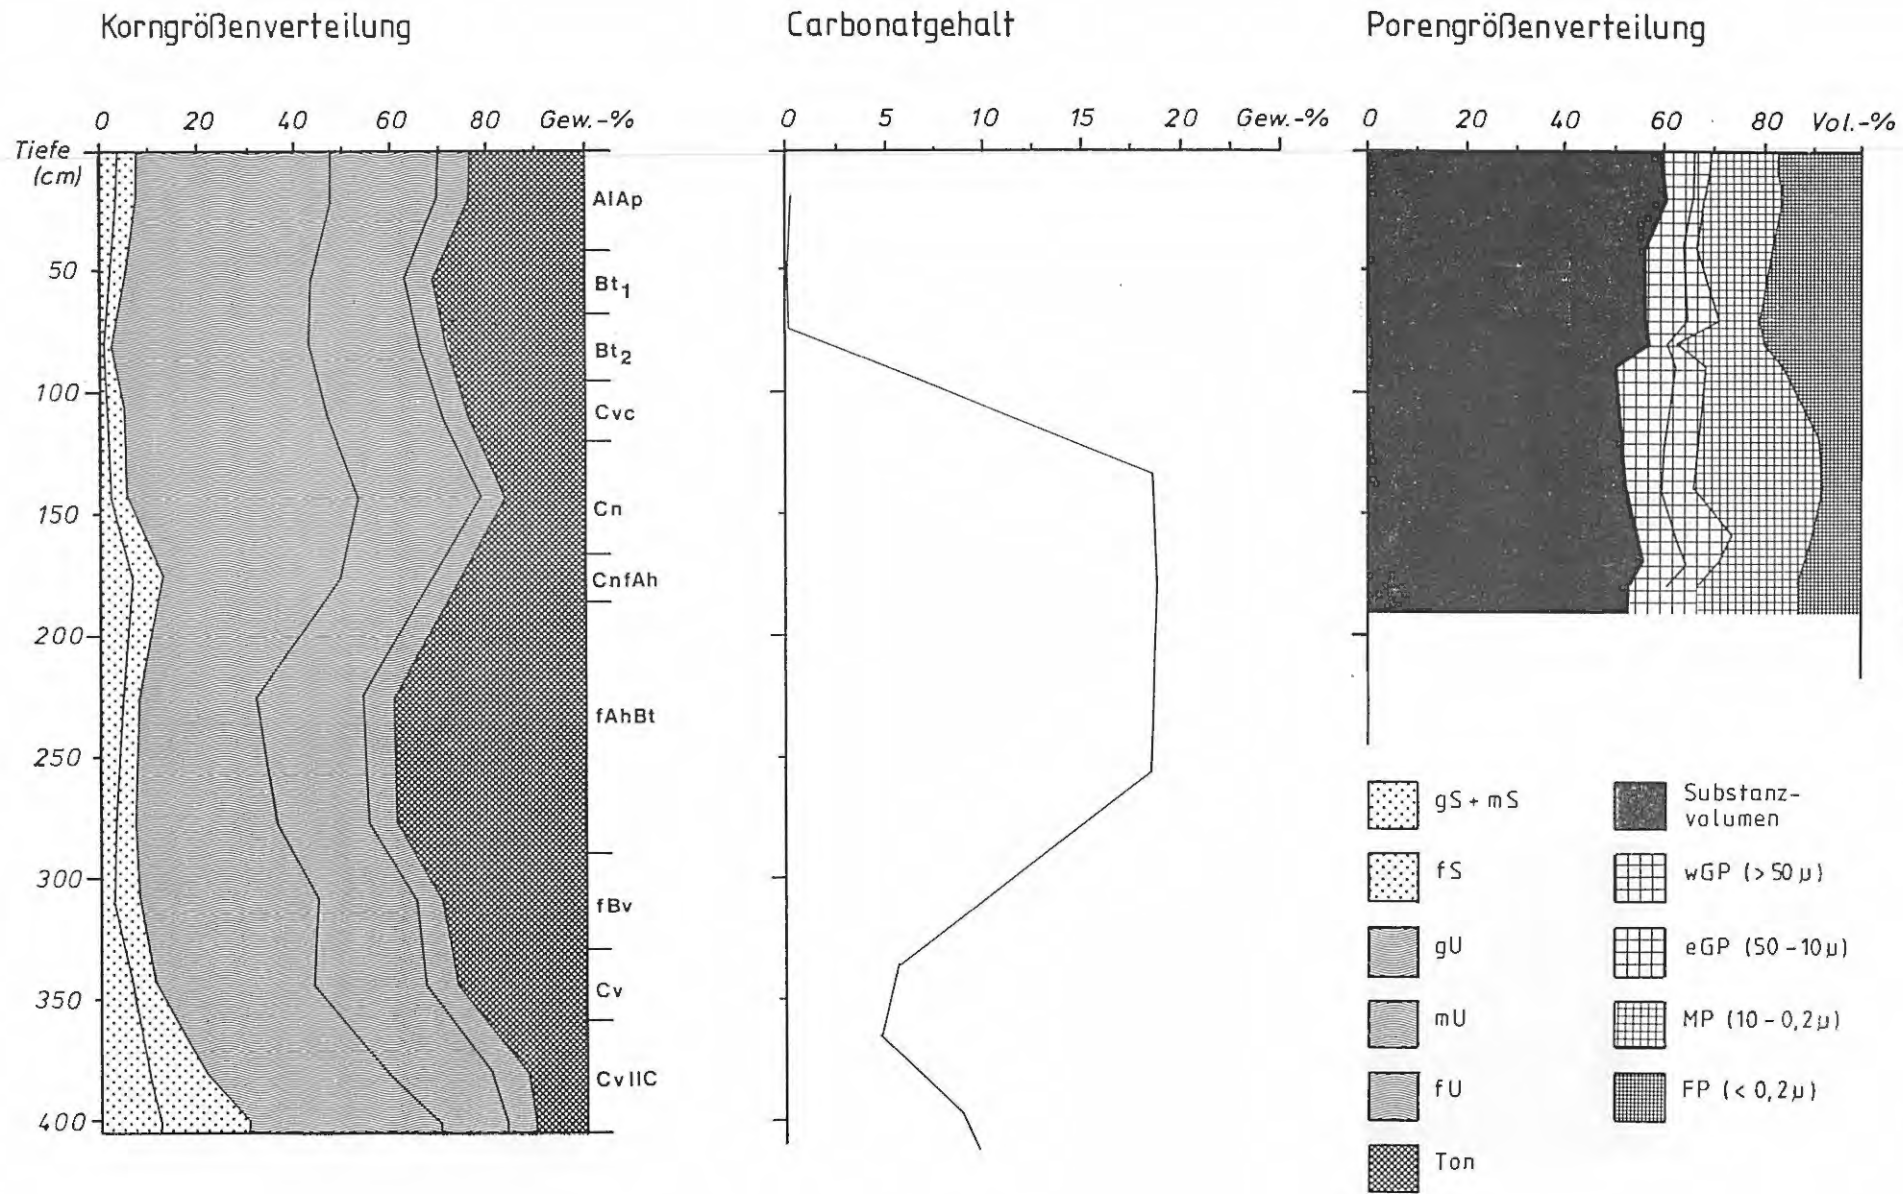 Korngrößenverteilung
0 20 40 60 80 Gew.-%
Tiefe
(cm)
50
100
150
200
250
300
350
400
AlAp
Bt1
Bt2
Cvc
Cn
CnfAh
fAhBt
fBv
Cv
CvIIC
Carbonatgehalt
0 5 10 15 20 Gew.-%
Porengrößenverteilung
0 20 40 60 80 Vol.-%
gS + mS
fS
gU
mU
fU
Ton
Substanz-
volumen
wGP (> 50 µ)
eGP (50 - 10 µ)
MP (10 - 0,2 µ)
FP (< 0,2 µ)